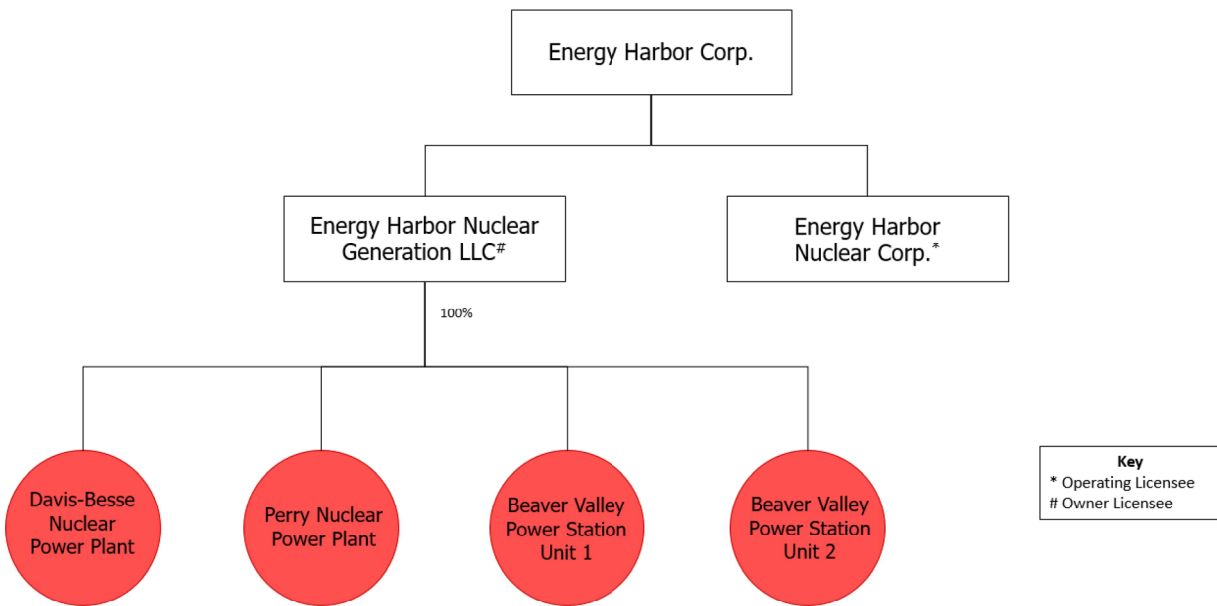 Energy Harbor Corp.
Energy Harbor Nuclear
Generation LLC#
Energy Harbor
Nuclear Corp.*
100%
Davis-Besse
Nuclear
Power Plant
Perry Nuclear
Power Plant
Beaver Valley
Power Station
Unit 1
Beaver Valley
Power Station
Unit 2
Key
* Operating Licensee
# Owner Licensee